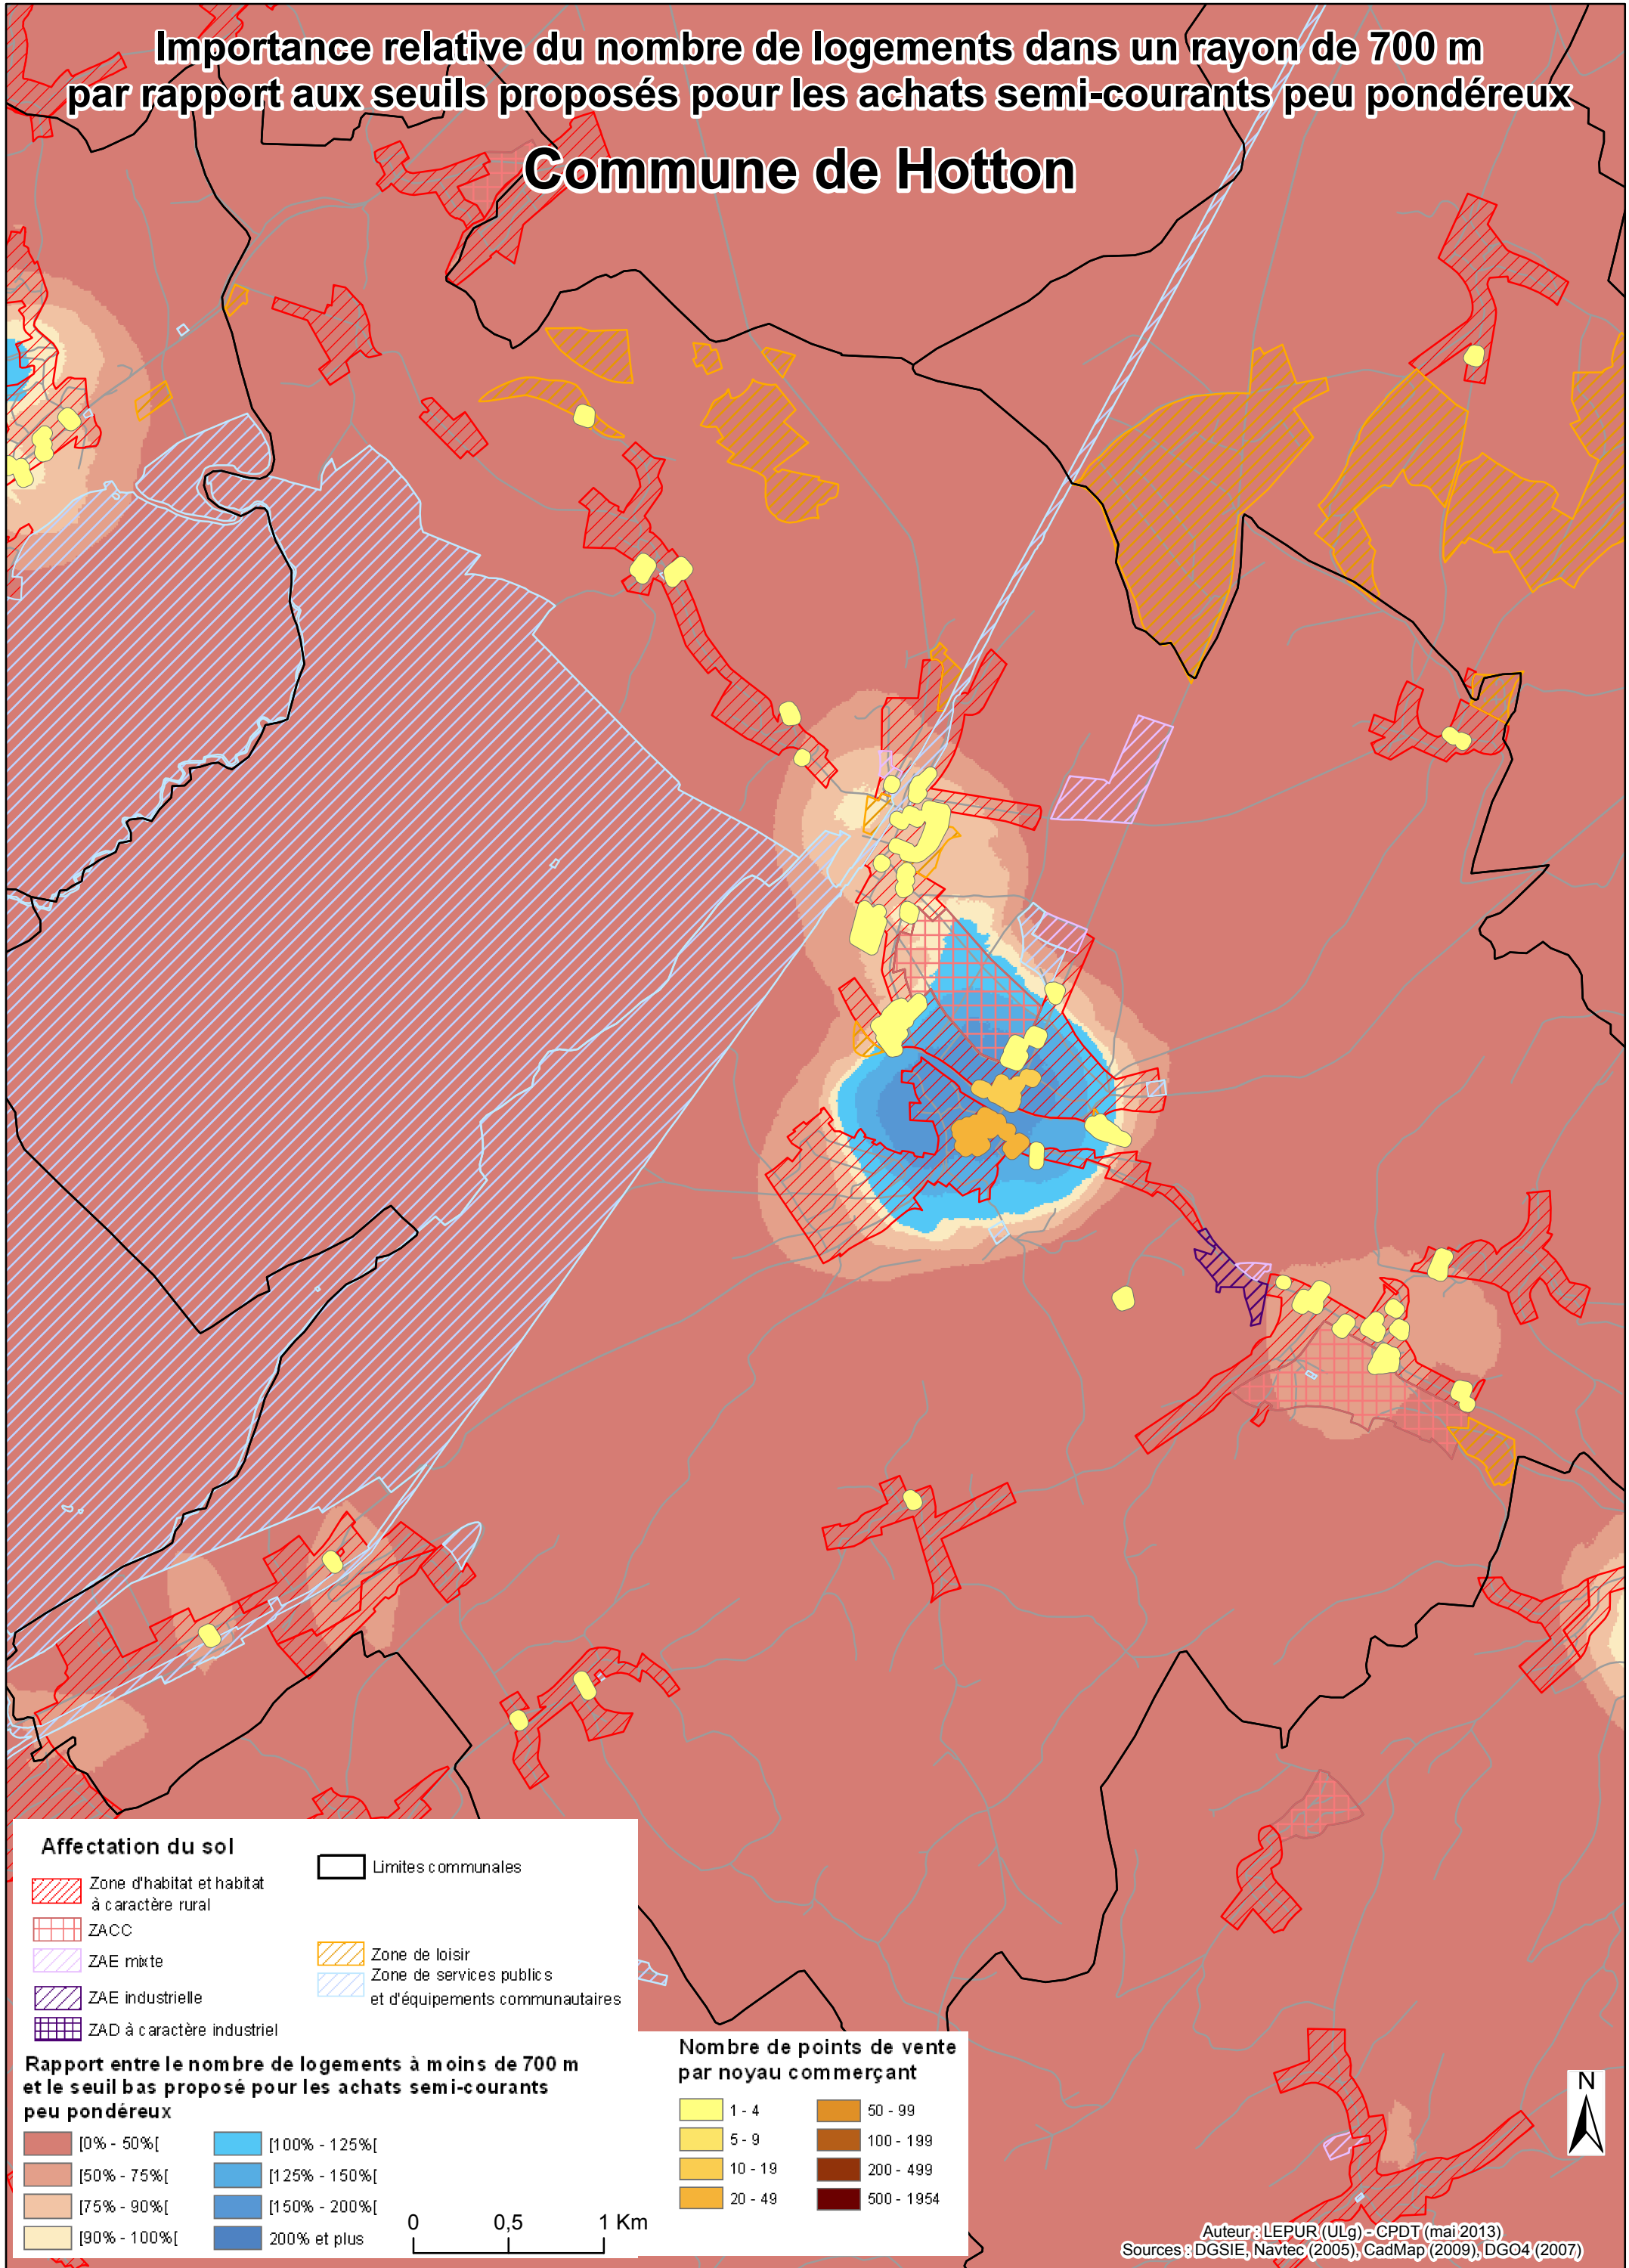 Importance relative du nombre de logements dans un rayon de 700 m
par rapport aux seuils proposés pour les achats semi-courants peu pondéreux
Commune de Hotton
Affectation du sol
Zone d'habitat et habitat
à caractère rural
ZACC
ZAE mixte
ZAE industrielle
ZAD à caractère industriel
Limites communales
Zone de loisir
Zone de services publics
et d'équipements communautaires
Rapport entre le nombre de logements à moins de 700 m
et le seuil bas proposé pour les achats semi-courants
peu pondéreux
[0% - 50%[
[50% - 75%[
[75% - 90%[
[90% - 100%[
[100% - 125%[
[125% - 150%[
[150% - 200%[
200% et plus
0 0,5 1 Km
Nombre de points de vente
par noyau commerçant
1 - 4
5 - 9
10 - 19
20 - 49
50 - 99
100 - 199
200 - 499
500 - 1954
N
Auteur : LEPUR (ULg) - CPDT (mai 2013)
Sources : DGSIE, Navtec (2005), CadMap (2009), DGO4 (2007)